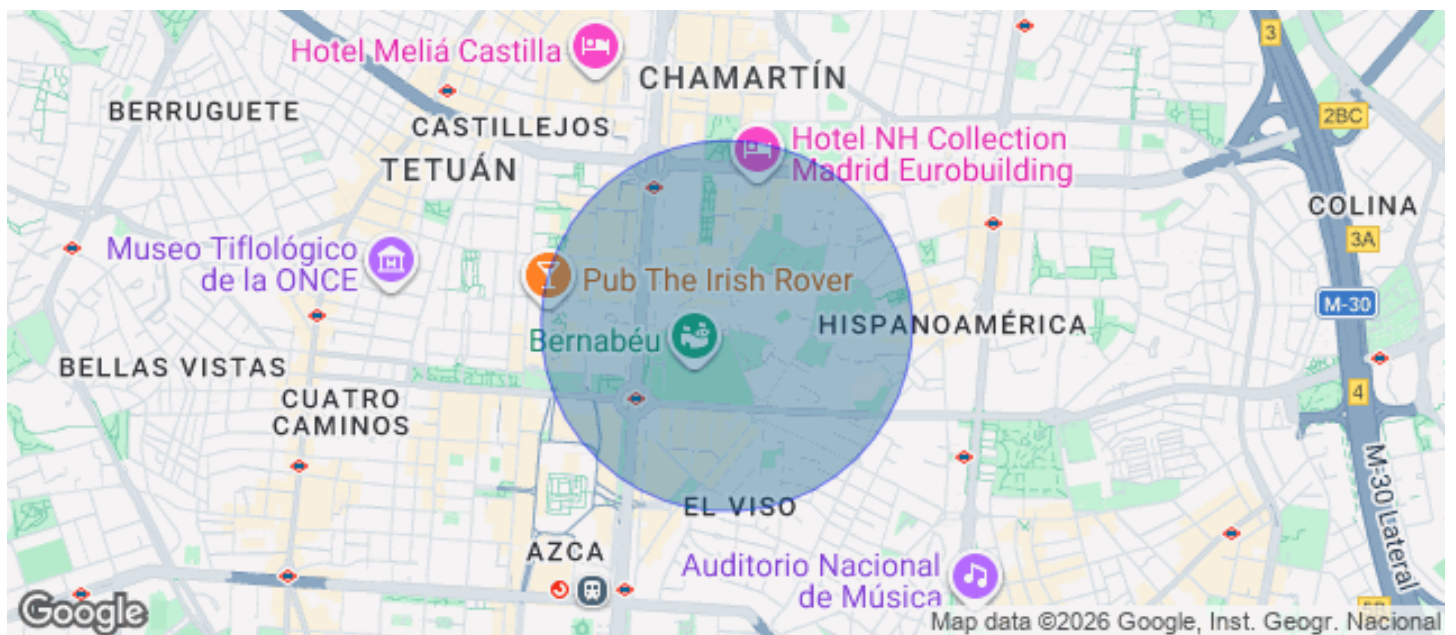 Hotel Meliá Castilla
CHAMARTÍN
3
BERRUGUETE
CASTILLEJOS
2BC
Hotel NH Collection
Madrid Eurobuilding
TETUÁN
COLINA
3A
Museo Tiflológico
de la ONCE
Pub The Irish Rover
M-30
HISPANOAMÉRICA
Bernabéu
BELLAS VISTAS
4
CUATRO
CAMINOS
M-30 Lateral
EL VISO
AZCA
Auditorio Nacional
de Música
Google
Map data ©2026 Google, Inst. Geogr. Nacional